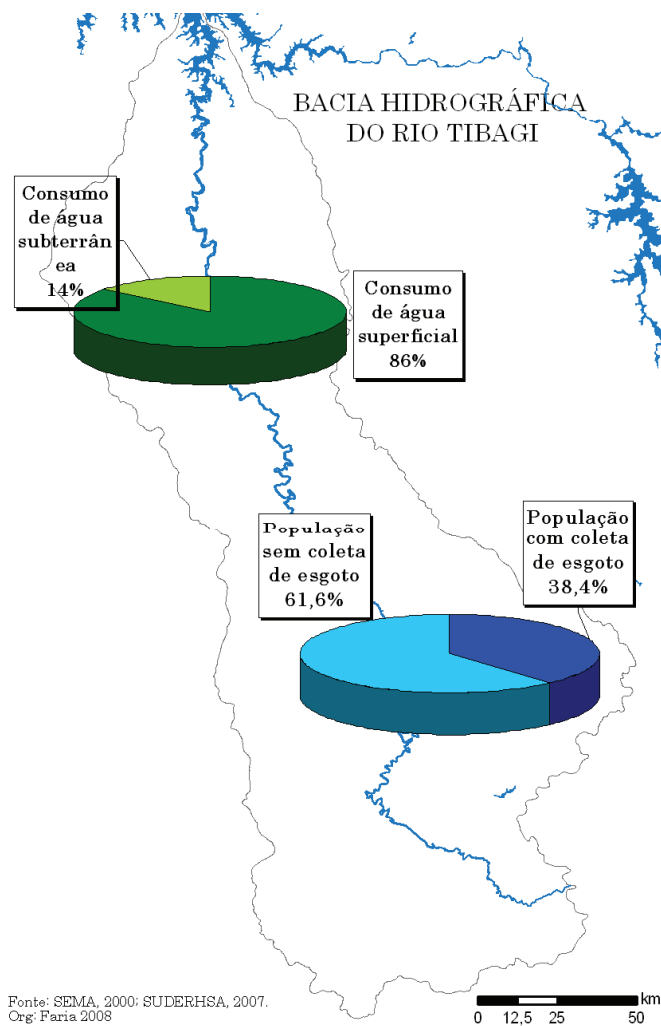 BACIA HIDROGRÁFICA
DO RIO TIBAGI
Consumo
de água
subterrân
ea
14%
Consumo
de água
superficial
86%
População
sem coleta
de esgoto
61,6%
População
com coleta
de esgoto
38,4%
Fonte: SEMA, 2000; SUDERHSA, 2007.
Org: Faria 2008
km
0 12,5 25 50